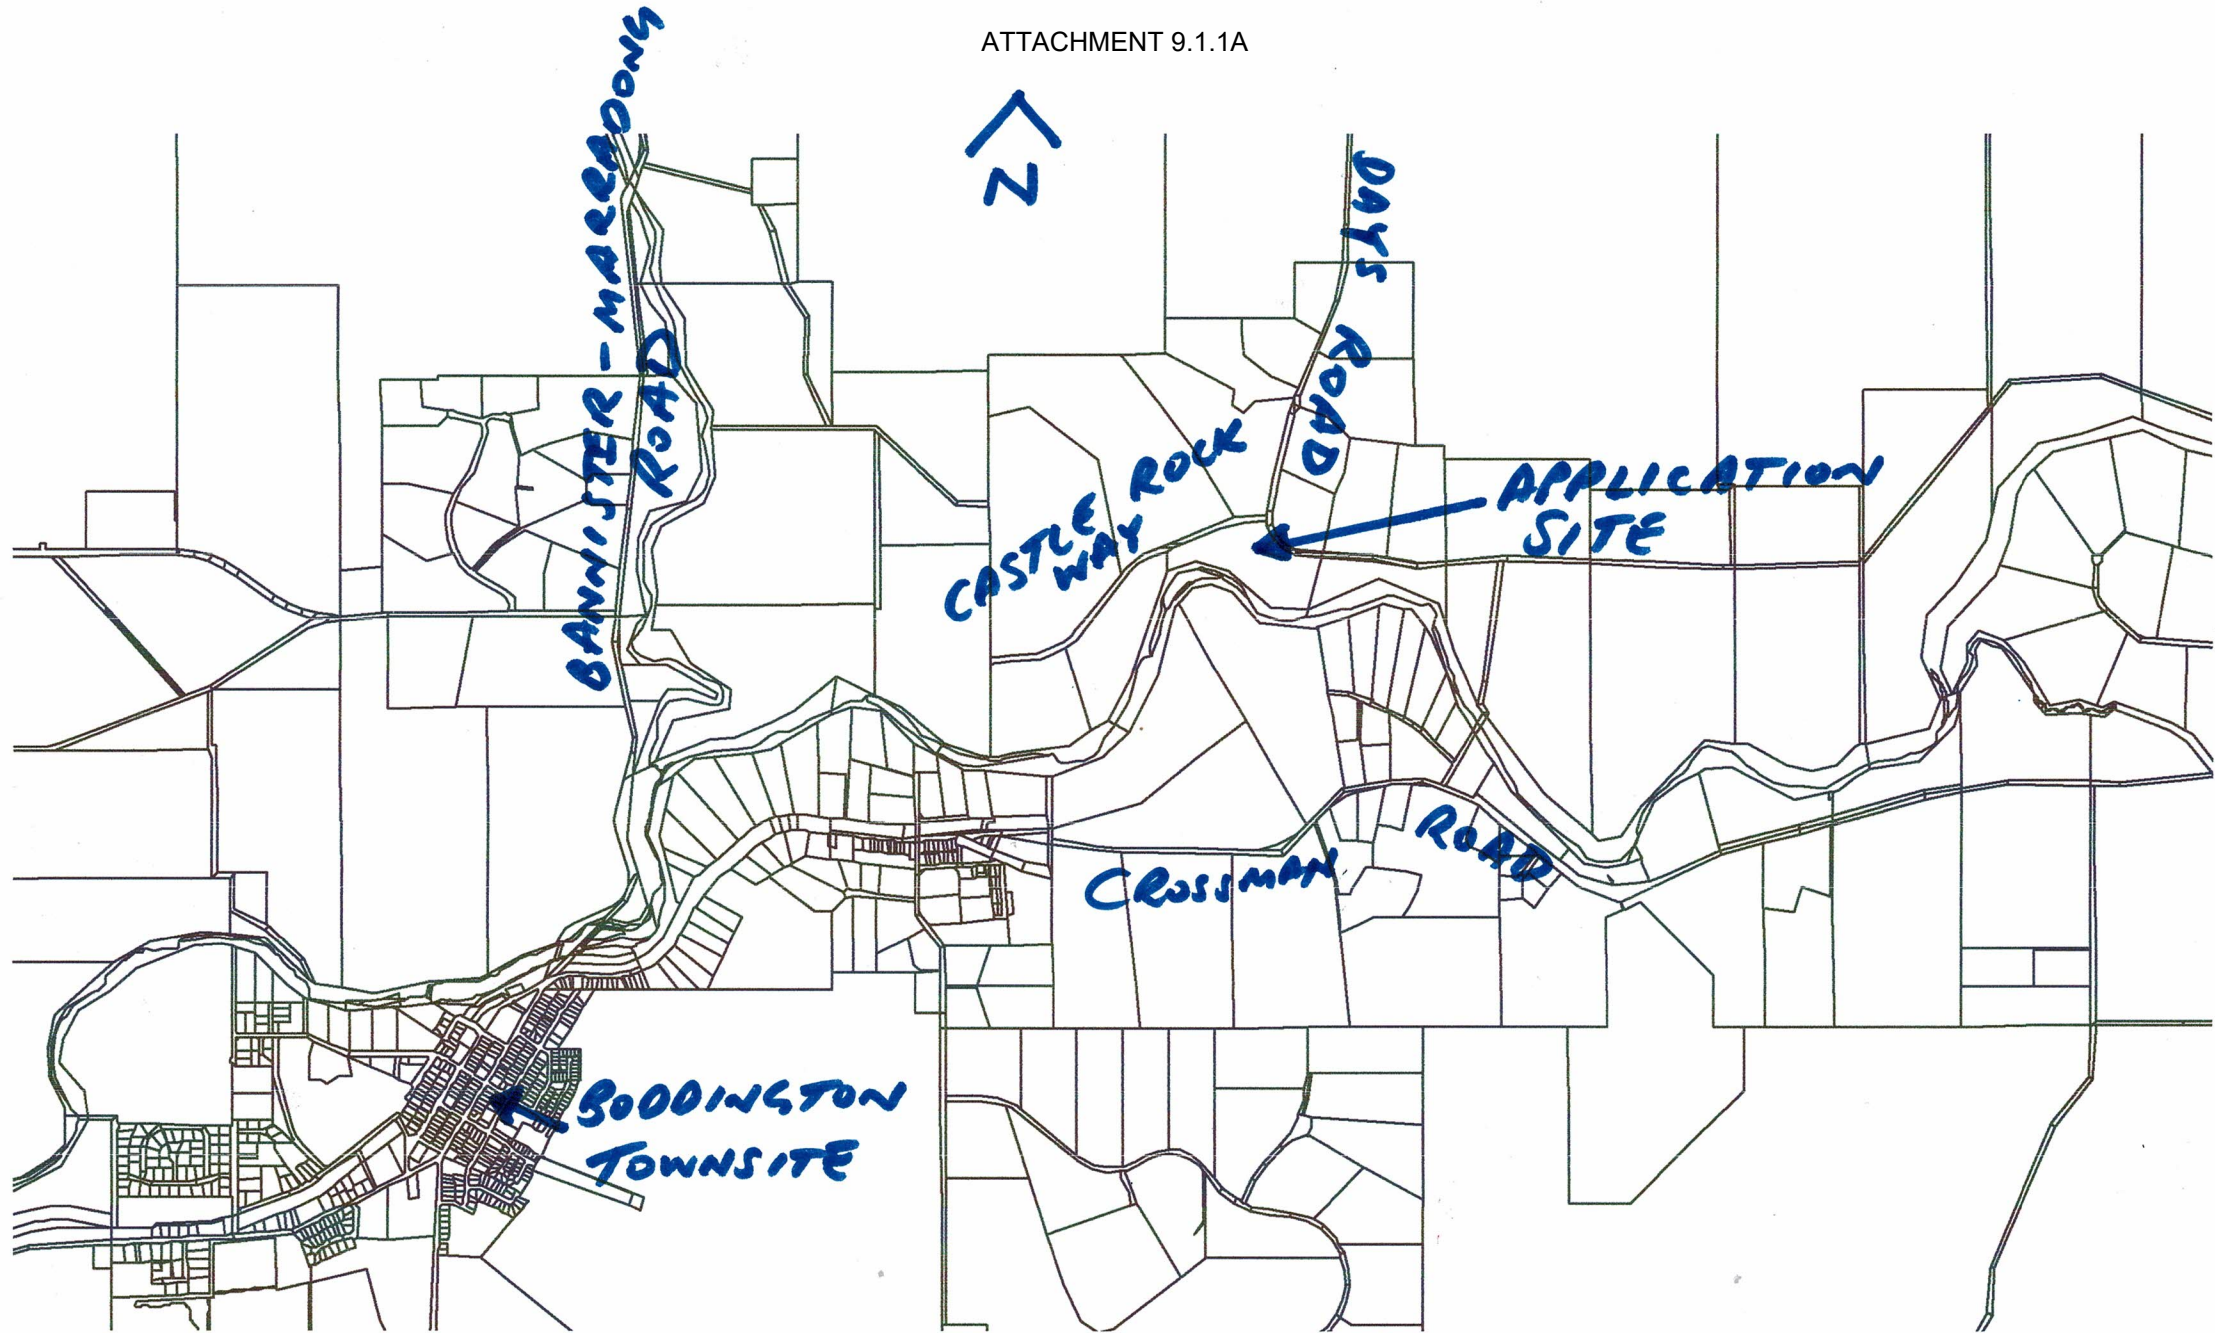 ATTACHMENT 9.1.1A
N
BANNISTER - MARRADONG
ROAD
DAYS ROAD
CASTLE ROCK
WAY
APPLICATION
SITE
CROSSMAN ROAD
BODDINGTON
TOWNSITE